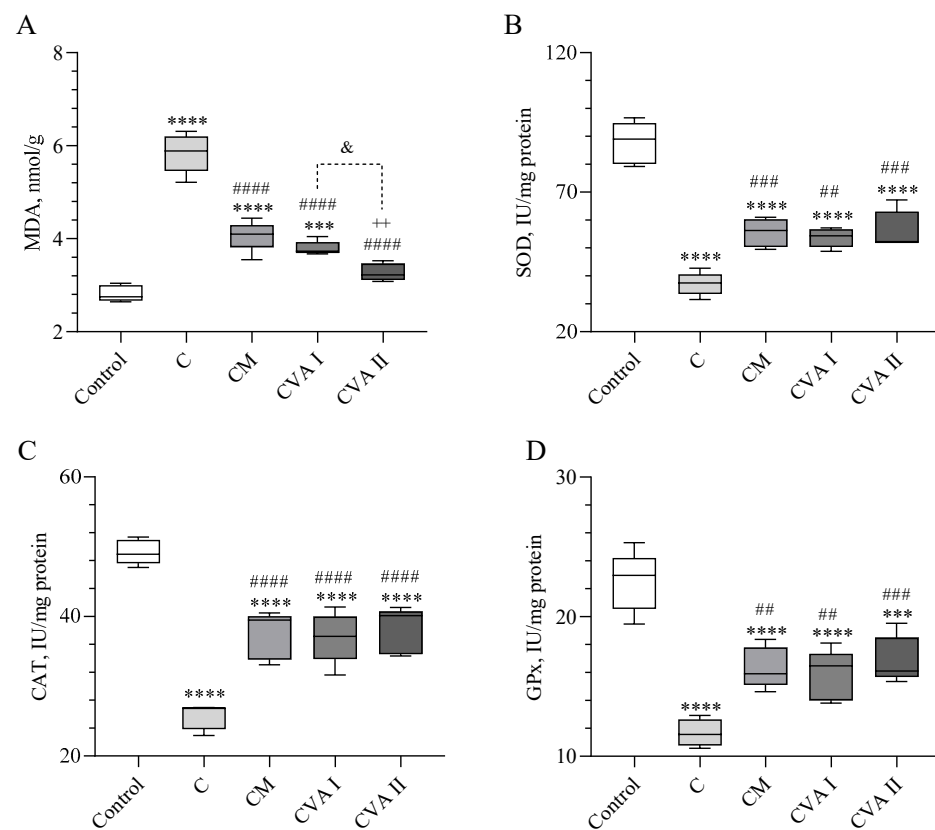 A
MDA, nmol/g
8
6
4
2
****
####
****
####
***
&
++
####
Control
C
CM
CVA I
CVA II
B
SOD, IU/mg protein
120
70
20
****
###
****
##
****
###
****
Control
C
CM
CVA I
CVA II
C
CAT, IU/mg protein
60
40
20
****
####
****
####
****
####
****
Control
C
CM
CVA I
CVA II
D
GPx, IU/mg protein
30
20
10
****
##
****
##
****
###
***
Control
C
CM
CVA I
CVA II